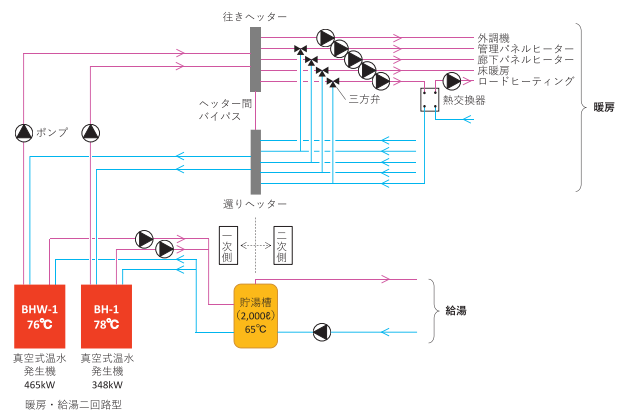 往きヘッター
外調機
管理パネルヒーター
廊下パネルヒーター
床暖房
ロードヒーティング
三方弁
熱交換器
暖房
ヘッター間
バイパス
ポンプ
還りヘッター
一次側
二次側
BHW-1
76℃
BH-1
78℃
貯湯槽
(2,000ℓ)
65℃
給湯
真空式温水
発生機
465kW
真空式温水
発生機
348kW
暖房・給湯二回路型